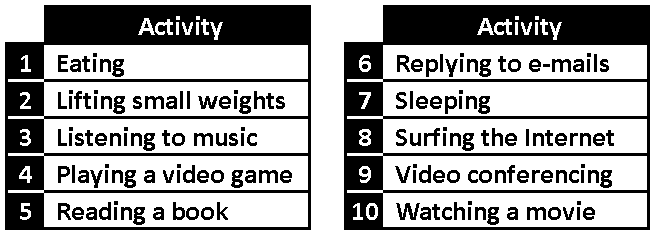 Activity
1 Eating
2 Lifting small weights
3 Listening to music
4 Playing a video game
5 Reading a book
Activity
6 Replying to e-mails
7 Sleeping
8 Surfing the Internet
9 Video conferencing
10 Watching a movie